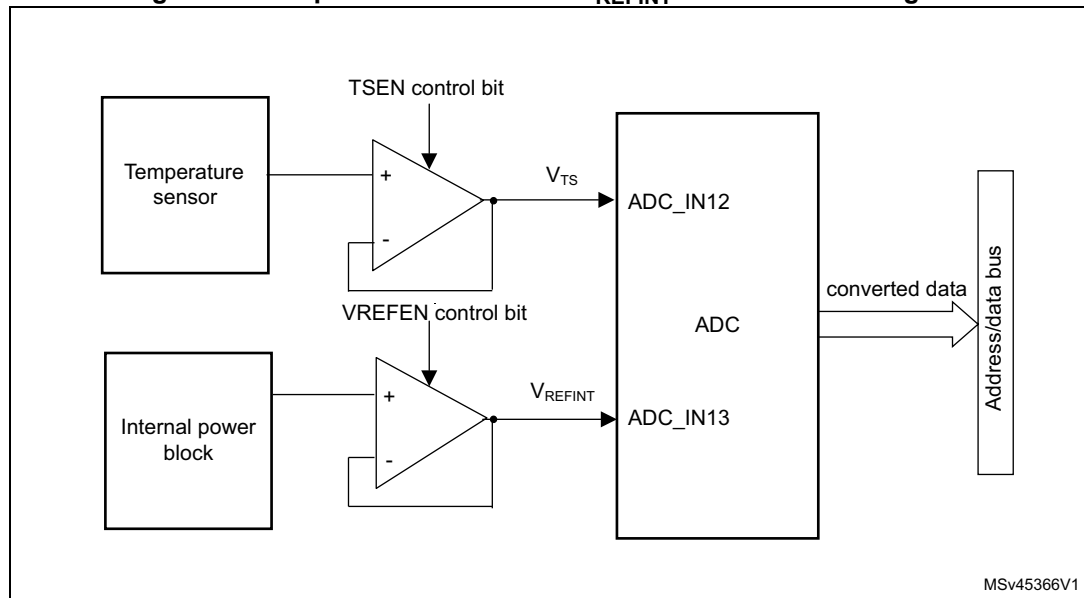 REFINT
TSEN control bit
Temperature
sensor
+
-
VTS
ADC_IN12
VREFEN control bit
converted data
Address/data bus
ADC
Internal power
block
+
-
VREFINT
ADC_IN13
MSv45366V1